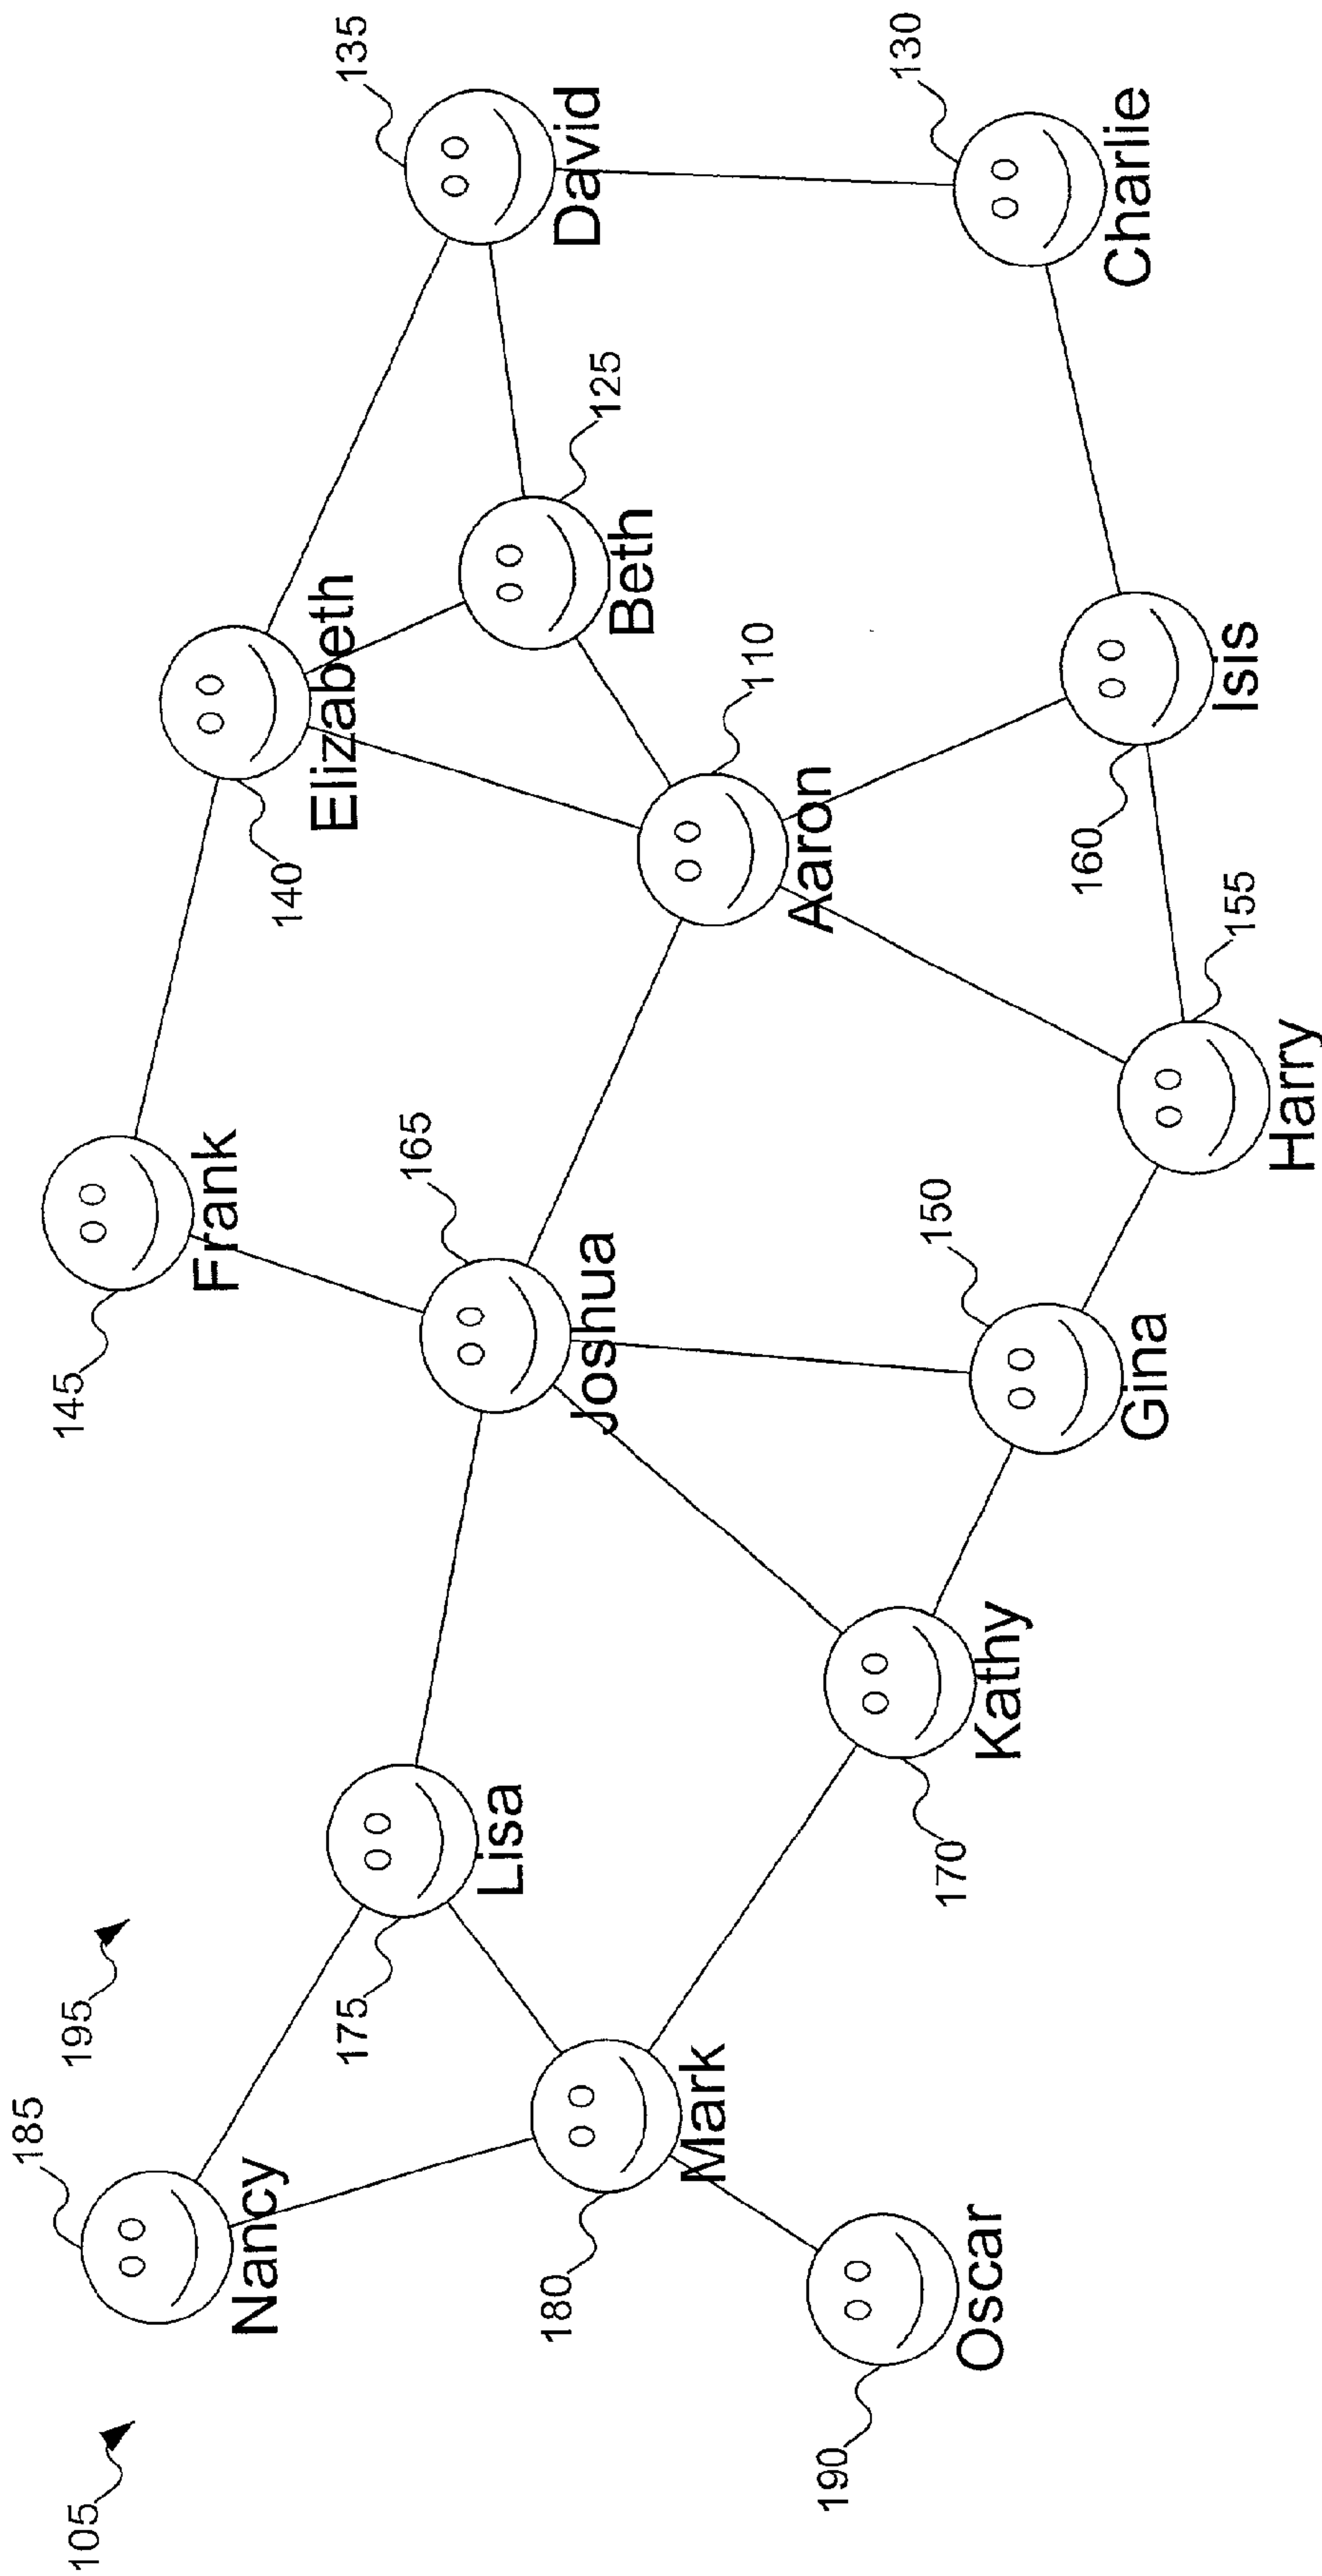 185
145
195
105
Frank
Nancy
140
Elizabeth
175
135
165
Lisa
180
David
Joshua
125
Beth
Mark
110
Aaron
190
130
150
170
Oscar
Kathy
160
Charlie
Gina
Isis
155
Harry